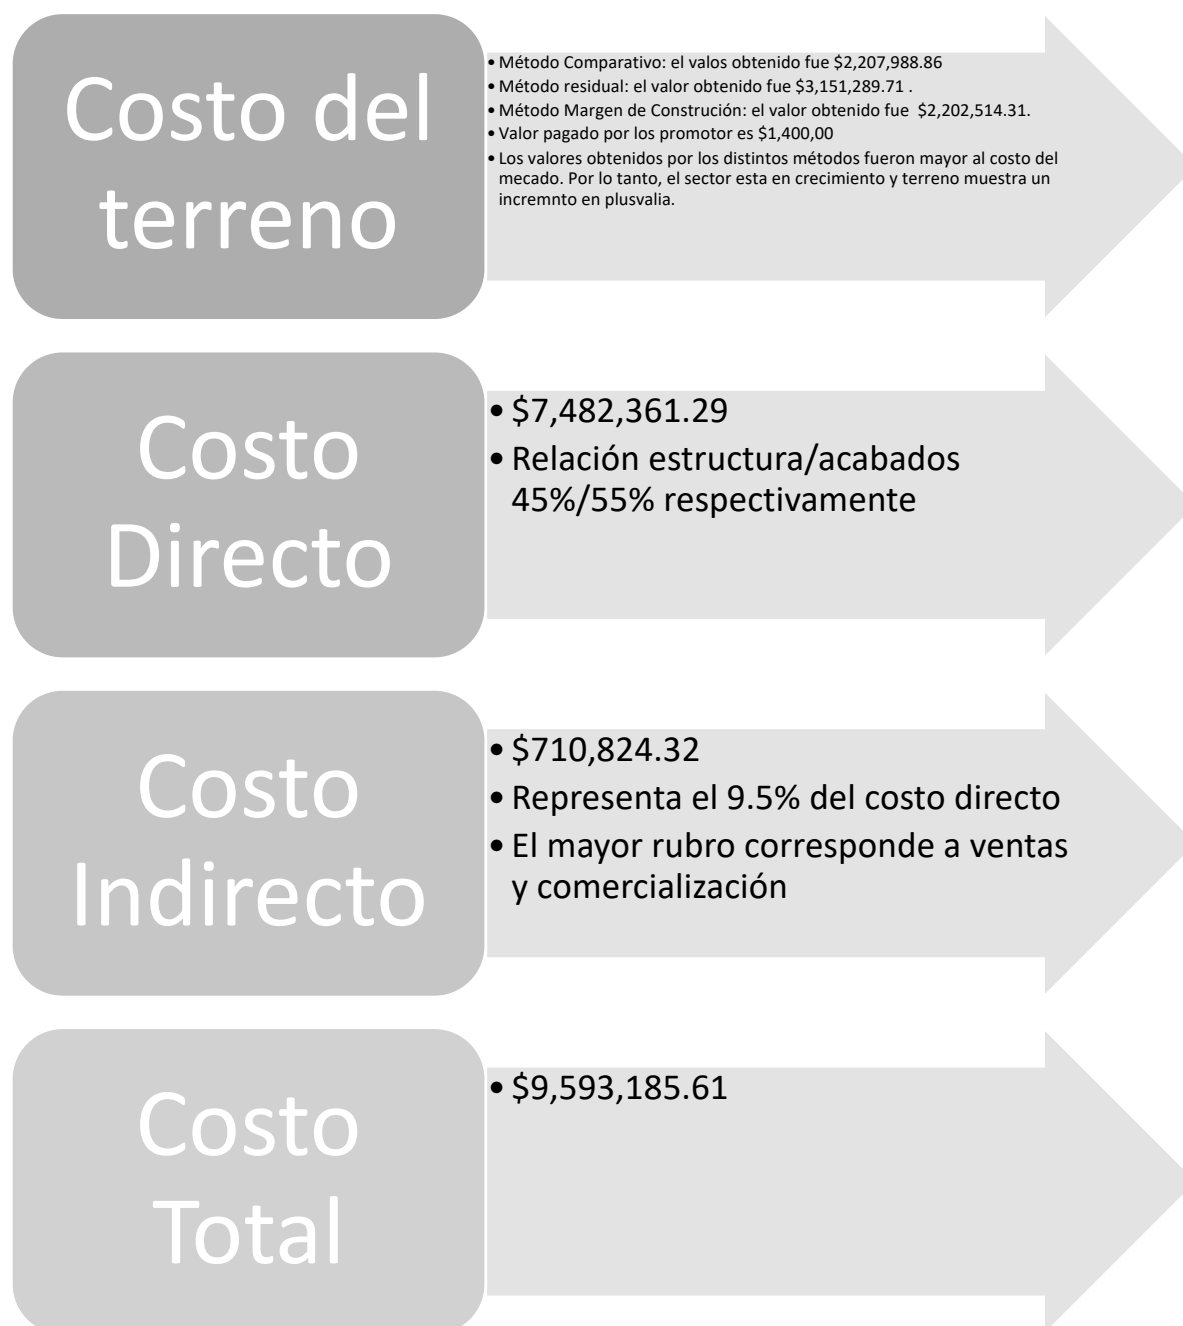 Costo del
terreno
• Método Comparativo: el valos obtenido fue $2,207,988.86
• Método residual: el valor obtenido fue $3,151,289.71 .
• Método Margen de Construción: el valor obtenido fue $2,202,514.31.
• Valor pagado por los promotor es $1,400,00
• Los valores obtenidos por los distintos métodos fueron mayor al costo del
mecado. Por lo tanto, el sector esta en crecimiento y terreno muestra un
incremnto en plusvalia.
Costo
Directo
• $7,482,361.29
• Relación estructura/acabados
45%/55% respectivamente
Costo
Indirecto
• $710,824.32
• Representa el 9.5% del costo directo
• El mayor rubro corresponde a ventas
y comercialización
Costo
Total
• $9,593,185.61